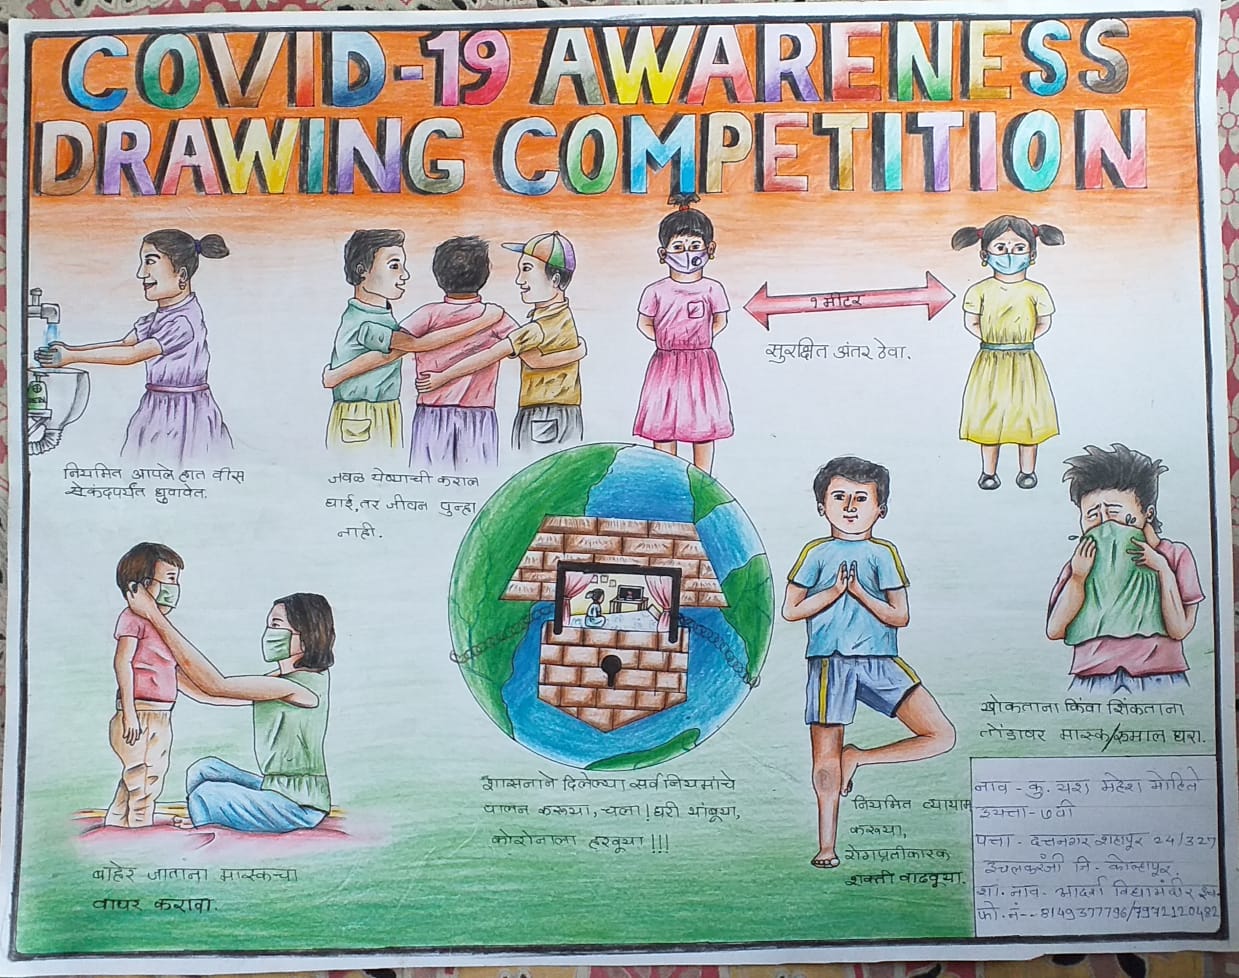 COVID-19 AWARENESS
DRAWING COMPETITION
१ मीटर
सुरक्षित अंतर ठेवा.
नियमित आपले हात वीस
सेकंदपर्यंत धुवावेत.
जवळ येण्याची कराल
घाई, तर जीवन पुन्हा
नाही.
खोकताना किंवा शिंकताना
तोंडावर मास्क/रुमाल धरा.
शासनाने दिलेल्या सर्व नियमांचे
पालन करूया, चला! घरी थांबूया,
कोरोनाला हरवूया!!!
नियमित व्यायाम
करूया,
रोगप्रतीकारक
शक्ती वाढवूया.
बाहेर जाताना मास्कचा
वापर करावा.
नाव - कु. यश महेश मोहिते
इयत्ता - ७वी
पत्ता - दत्तनगर शहापूर 24/327
इचलकरंजी जि. कोल्हापूर
शा. नाव - आदर्श विद्यामंदीर इच.
फो. नं-- 8149377796/7972120482